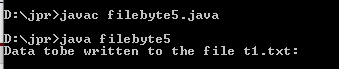 D:\jpr>javac filebyte5.java
D:\jpr>java filebyte5
Data tobe written to the file t1.txt: